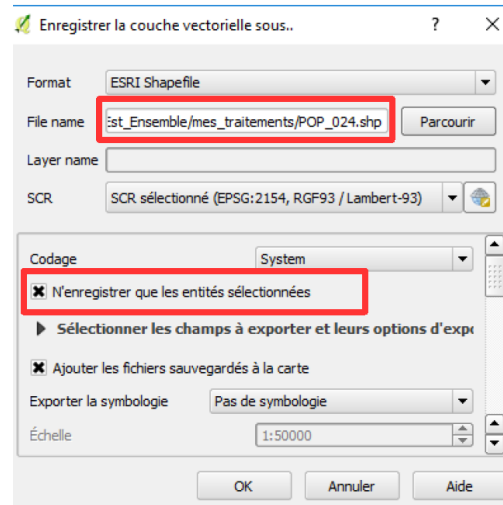 Enregistrer la couche vectorielle sous.. ? ×
Format ESRI Shapefile
File name Est_Ensemble/mes_traitements/POP_024.shp Parcourir
Layer name
SCR SCR sélectionné (EPSG:2154, RGF93 / Lambert-93)
Codage System
N'enregistrer que les entités sélectionnées
Sélectionner les champs à exporter et leurs options d'expo
Ajouter les fichiers sauvegardés à la carte
Exporter la symbologie Pas de symbologie
Échelle 1:50000
OK Annuler Aide